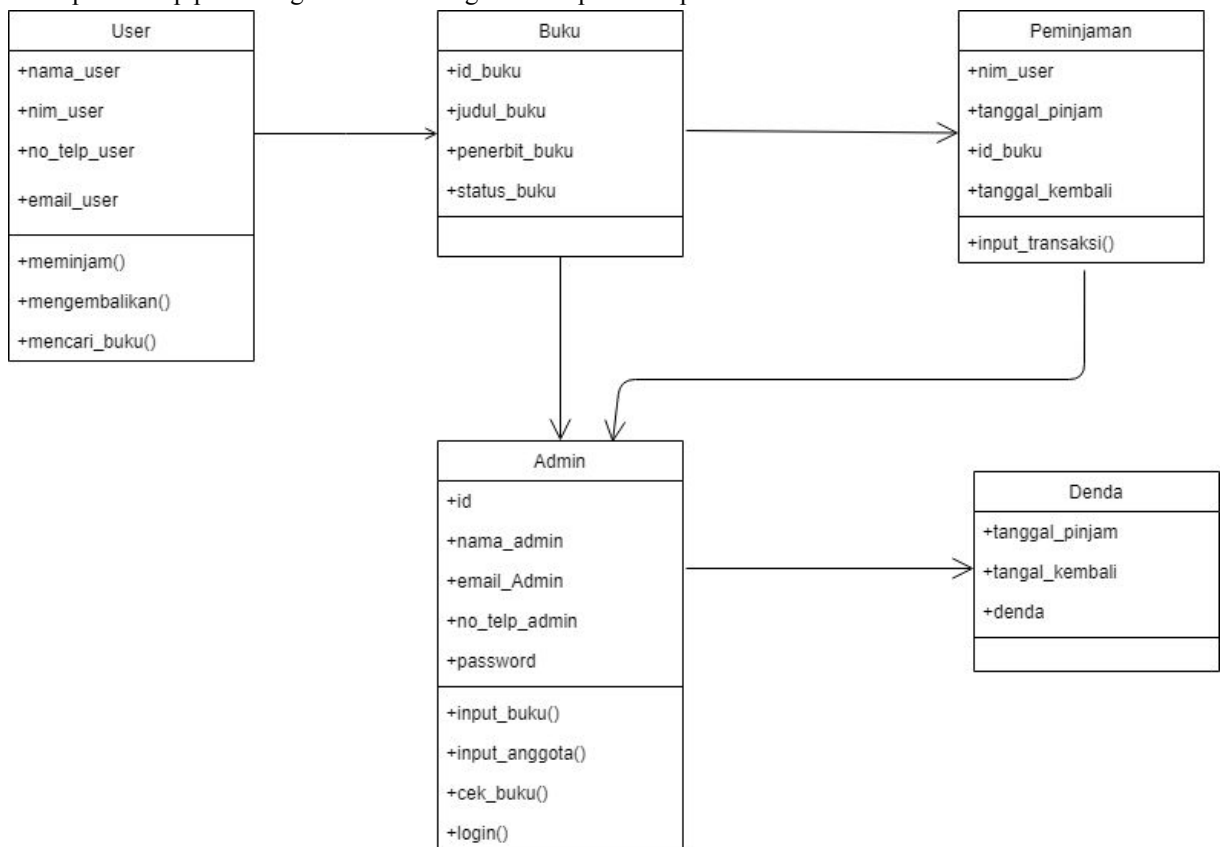 User
+nama_user
+nim_user
+no_telp_user
+email_user
+meminjam()
+mengembalikan()
+mencari_buku()
Buku
+id_buku
+judul_buku
+penerbit_buku
+status_buku
Peminjaman
+nim_user
+tanggal_pinjam
+id_buku
+tanggal_kembali
+input_transaksi()
Admin
+id
+nama_admin
+email_Admin
+no_telp_admin
+password
+input_buku()
+input_anggota()
+cek_buku()
+login()
Denda
+tanggal_pinjam
+tangal_kembali
+denda